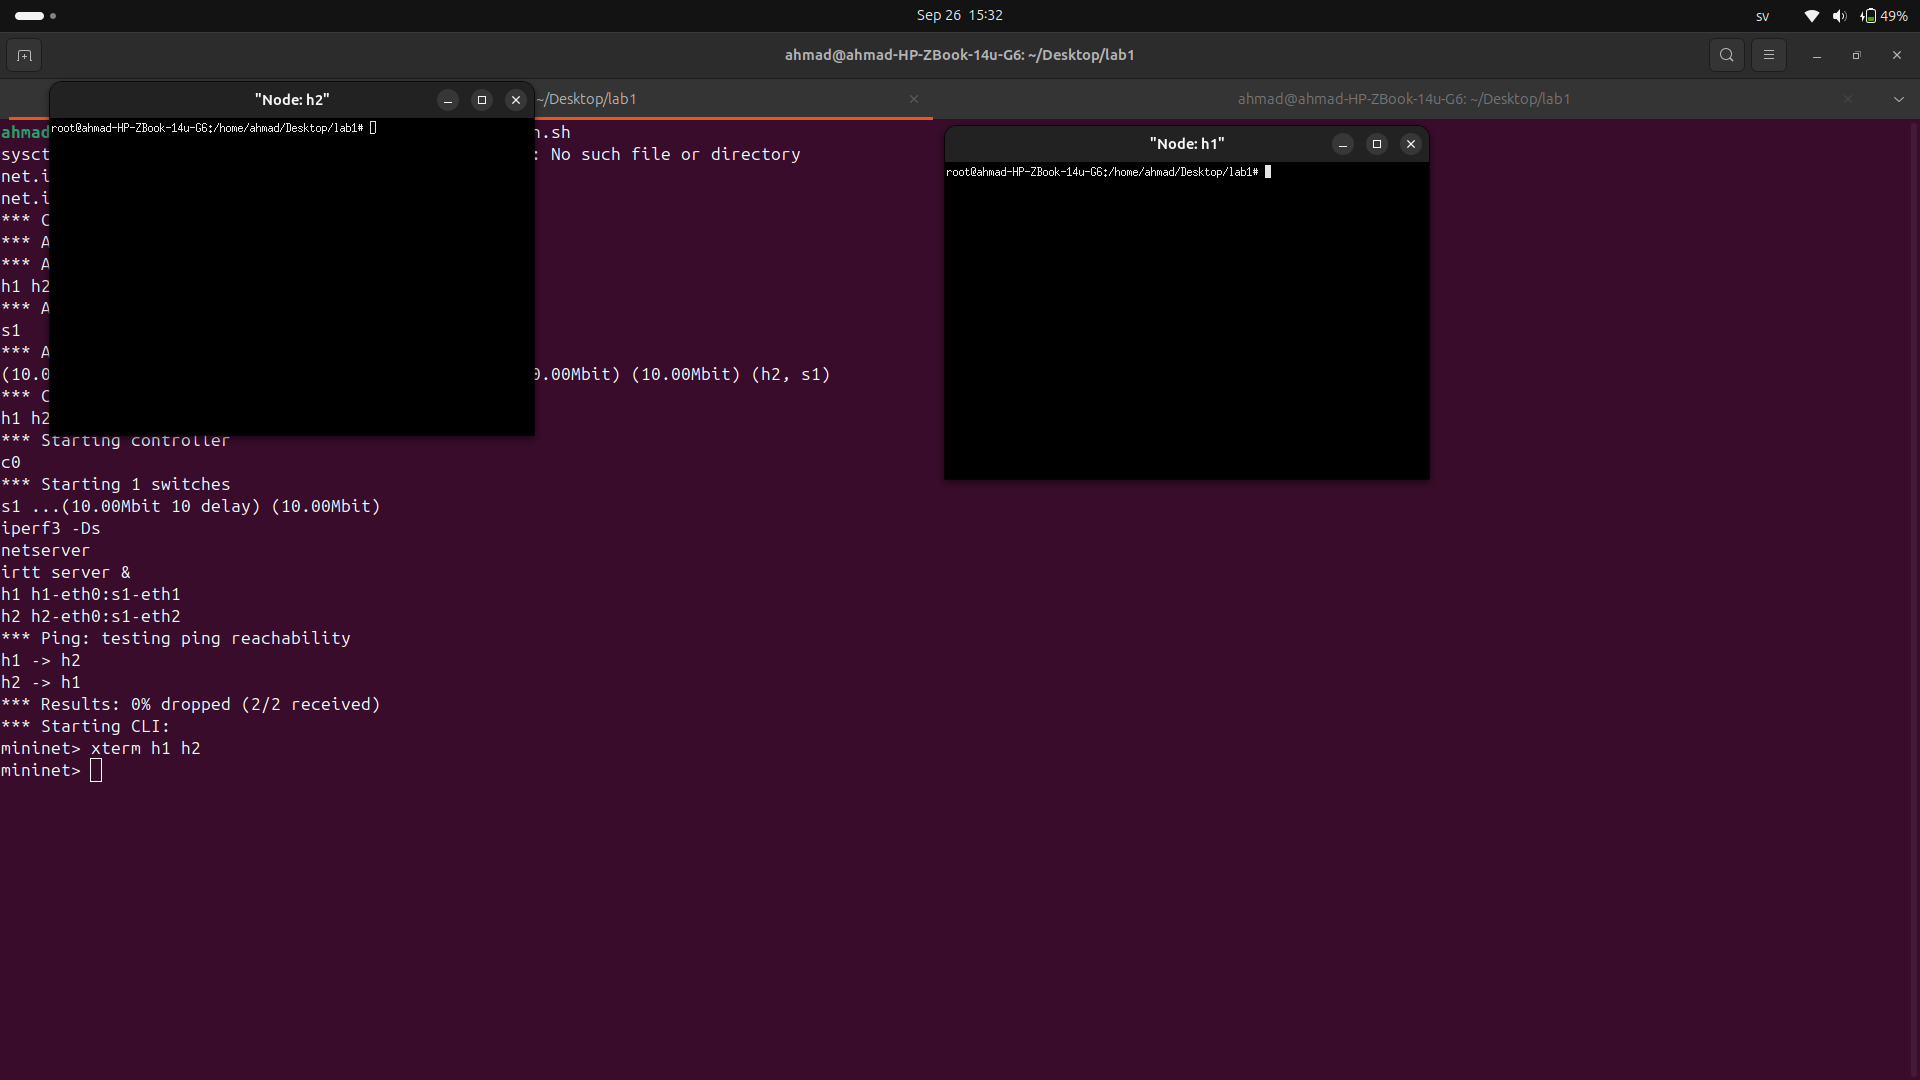 Sep 26 15:32
sv
49%
ahmad@ahmad-HP-ZBook-14u-G6: ~/Desktop/lab1
~/Desktop/lab1
ahmad@ahmad-HP-ZBook-14u-G6: ~/Desktop/lab1
"Node: h2"
root@ahmad-HP-ZBook-14u-G6:/home/ahmad/Desktop/lab1#
"Node: h1"
root@ahmad-HP-ZBook-14u-G6:/home/ahmad/Desktop/lab1#
ahmad n.sh
sysct : No such file or directory
net.i
net.i
*** C
*** A
*** A
h1 h2
*** A
s1
*** A
(10.0 0.00Mbit) (10.00Mbit) (h2, s1)
*** C
h1 h2
*** Starting controller
c0
*** Starting 1 switches
s1 ...(10.00Mbit 10 delay) (10.00Mbit)
iperf3 -Ds
netserver
irtt server &
h1 h1-eth0:s1-eth1
h2 h2-eth0:s1-eth2
*** Ping: testing ping reachability
h1 -> h2
h2 -> h1
*** Results: 0% dropped (2/2 received)
*** Starting CLI:
mininet> xterm h1 h2
mininet>